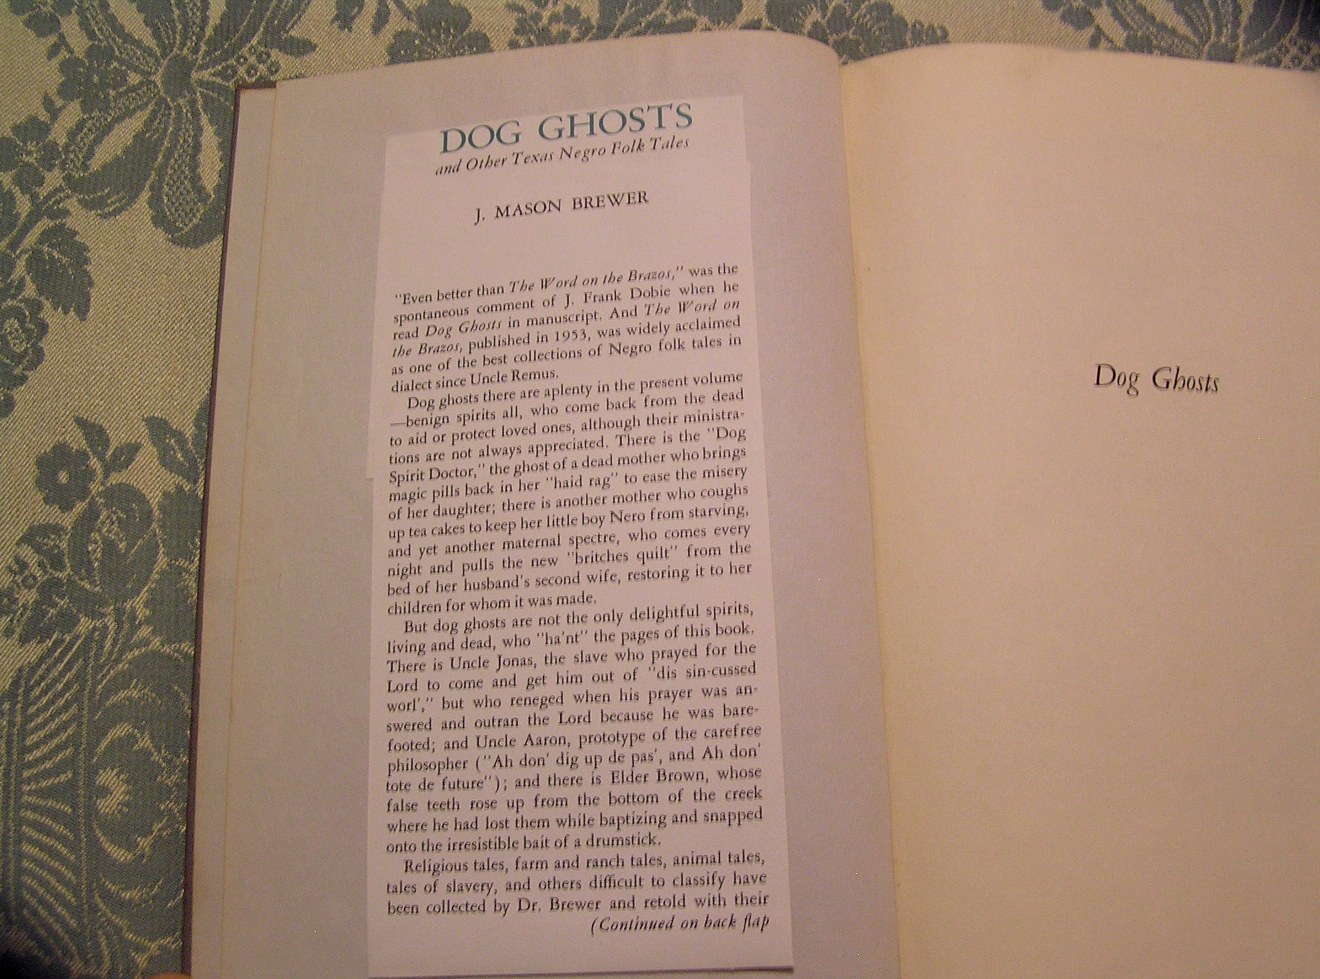 DOG GHOSTS
and Other Texas Negro Folk Tales
J. MASON BREWER
"Even better than The Word on the Brazos," was the
spontaneous comment of J. Frank Dobie when he
read Dog Ghosts in manuscript. And The Word on
the Brazos, published in 1953, was widely acclaimed
as one of the best collections of Negro folk tales in
dialect since Uncle Remus.
Dog ghosts there are aplenty in the present volume
—benign spirits all, who come back from the dead
to aid or protect loved ones, although their ministra-
tions are not always appreciated. There is the "Dog
Spirit Doctor," the ghost of a dead mother who brings
magic pills back in her "haid rag" to ease the misery
of her daughter; there is another mother who coughs
up tea cakes to keep her little boy Nero from starving,
and yet another maternal spectre, who comes every
night and pulls the new "britches quilt" from the
bed of her husband's second wife, restoring it to her
children for whom it was made.
But dog ghosts are not the only delightful spirits,
living and dead, who "ha'nt" the pages of this book.
There is Uncle Jonas, the slave who prayed for the
Lord to come and get him out of "dis sin-cussed
worl'," but who reneged when his prayer was an-
swered and outran the Lord because he was bare-
footed; and Uncle Aaron, prototype of the carefree
philosopher ("Ah don' dig up de pas', and Ah don'
tote de future"); and there is Elder Brown, whose
false teeth rose up from the bottom of the creek
where he had lost them while baptizing and snapped
onto the irresistible bait of a drumstick.
Religious tales, farm and ranch tales, animal tales,
tales of slavery, and others difficult to classify have
been collected by Dr. Brewer and retold with their
(Continued on back flap
Dog Ghosts